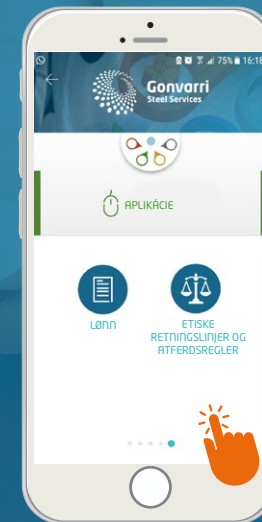 75% 16:18
Gonvarri
Steel Services
APLIKÁCIE
LØNN
ETISKE
RETNINGSLINJER OG
ATFERDSREGLER